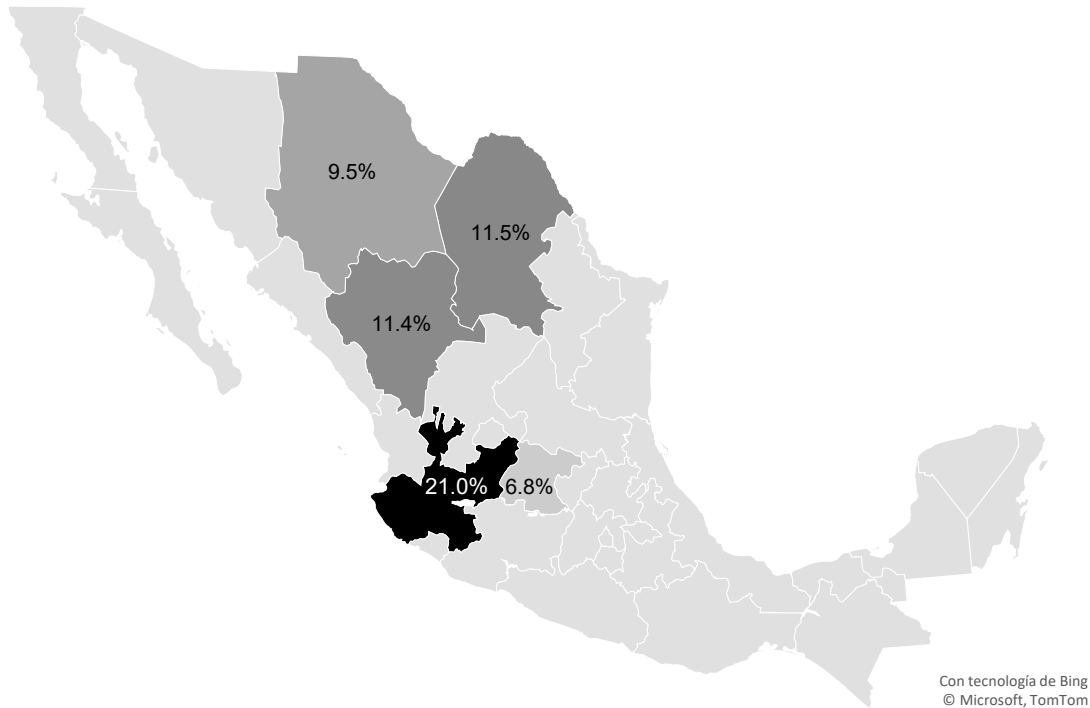 9.5%
11.5%
11.4%
21.0%
6.8%
Con tecnología de Bing
© Microsoft, TomTom